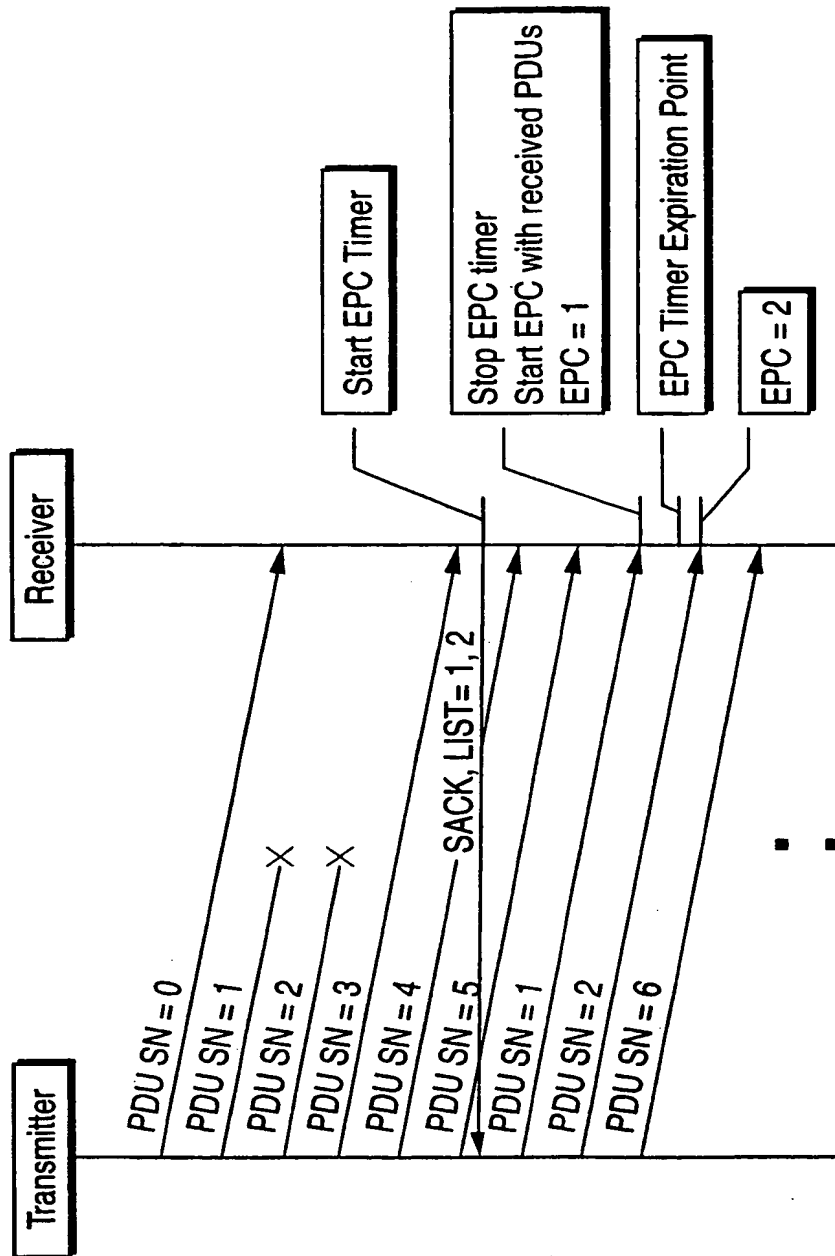 Transmitter
Receiver
PDU SN = 0
PDU SN = 1
PDU SN = 2
PDU SN = 3
PDU SN = 4
PDU SN = 5
PDU SN = 1
PDU SN = 2
PDU SN = 6
X
X
SACK, LIST= 1, 2
Start EPC Timer
Stop EPC timer
Start EPC with received PDUs
EPC = 1
EPC Timer Expiration Point
EPC = 2